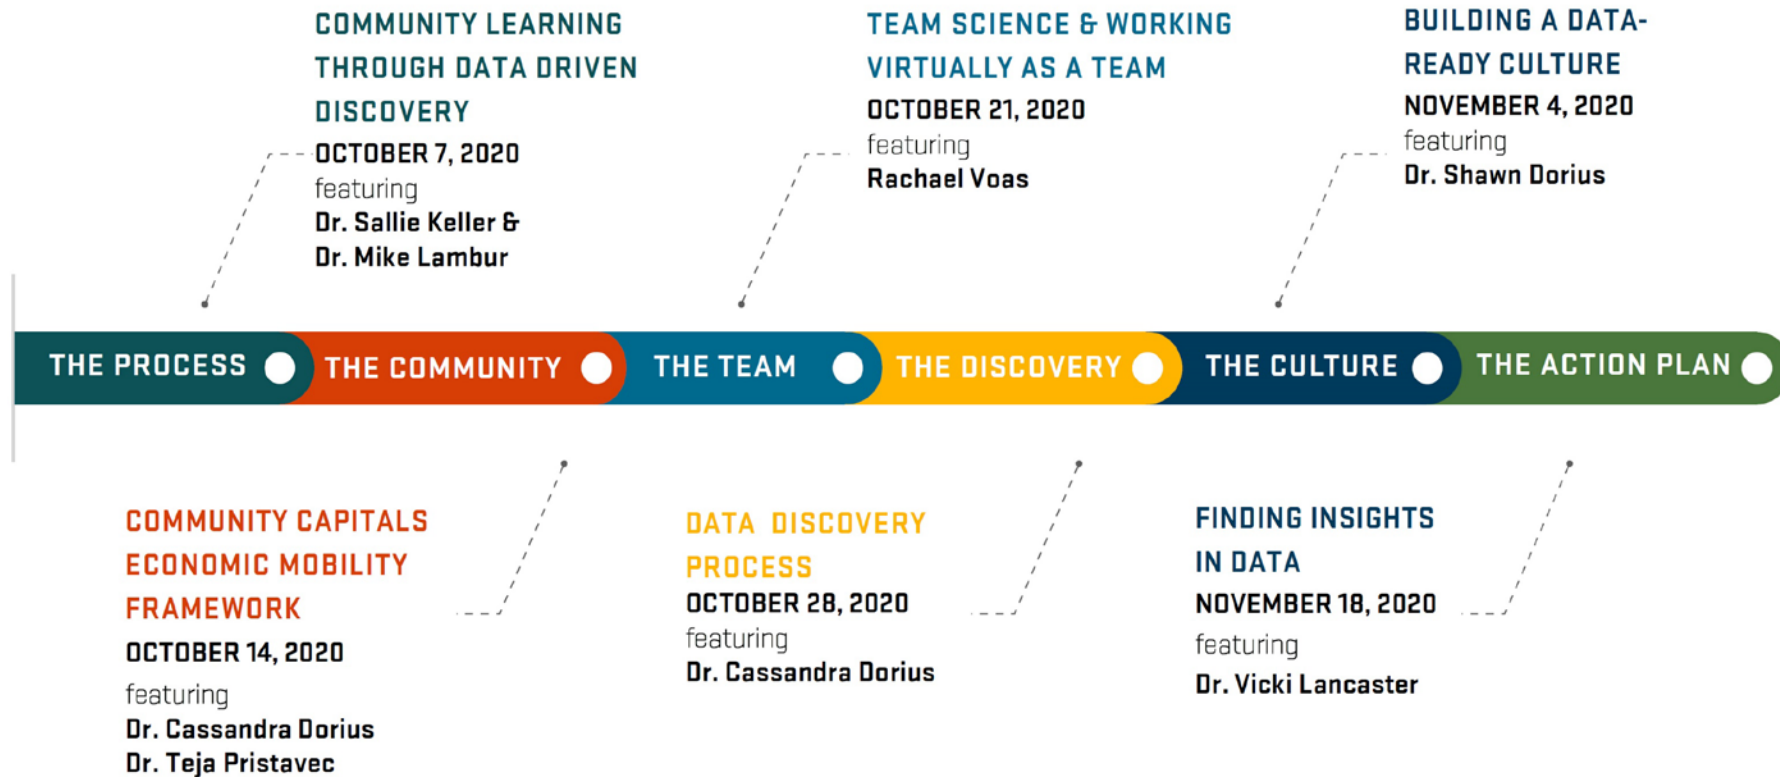 COMMUNITY LEARNING
THROUGH DATA DRIVEN
DISCOVERY
OCTOBER 7, 2020
featuring
Dr. Sallie Keller &
Dr. Mike Lambur
TEAM SCIENCE & WORKING
VIRTUALLY AS A TEAM
OCTOBER 21, 2020
featuring
Rachael Voas
BUILDING A DATA-
READY CULTURE
NOVEMBER 4, 2020
featuring
Dr. Shawn Dorius
THE PROCESS
THE COMMUNITY
THE TEAM
THE DISCOVERY
THE CULTURE
THE ACTION PLAN
COMMUNITY CAPITALS
ECONOMIC MOBILITY
FRAMEWORK
OCTOBER 14, 2020
featuring
Dr. Cassandra Dorius
Dr. Teja Pristavec
DATA DISCOVERY
PROCESS
OCTOBER 28, 2020
featuring
Dr. Cassandra Dorius
FINDING INSIGHTS
IN DATA
NOVEMBER 18, 2020
featuring
Dr. Vicki Lancaster